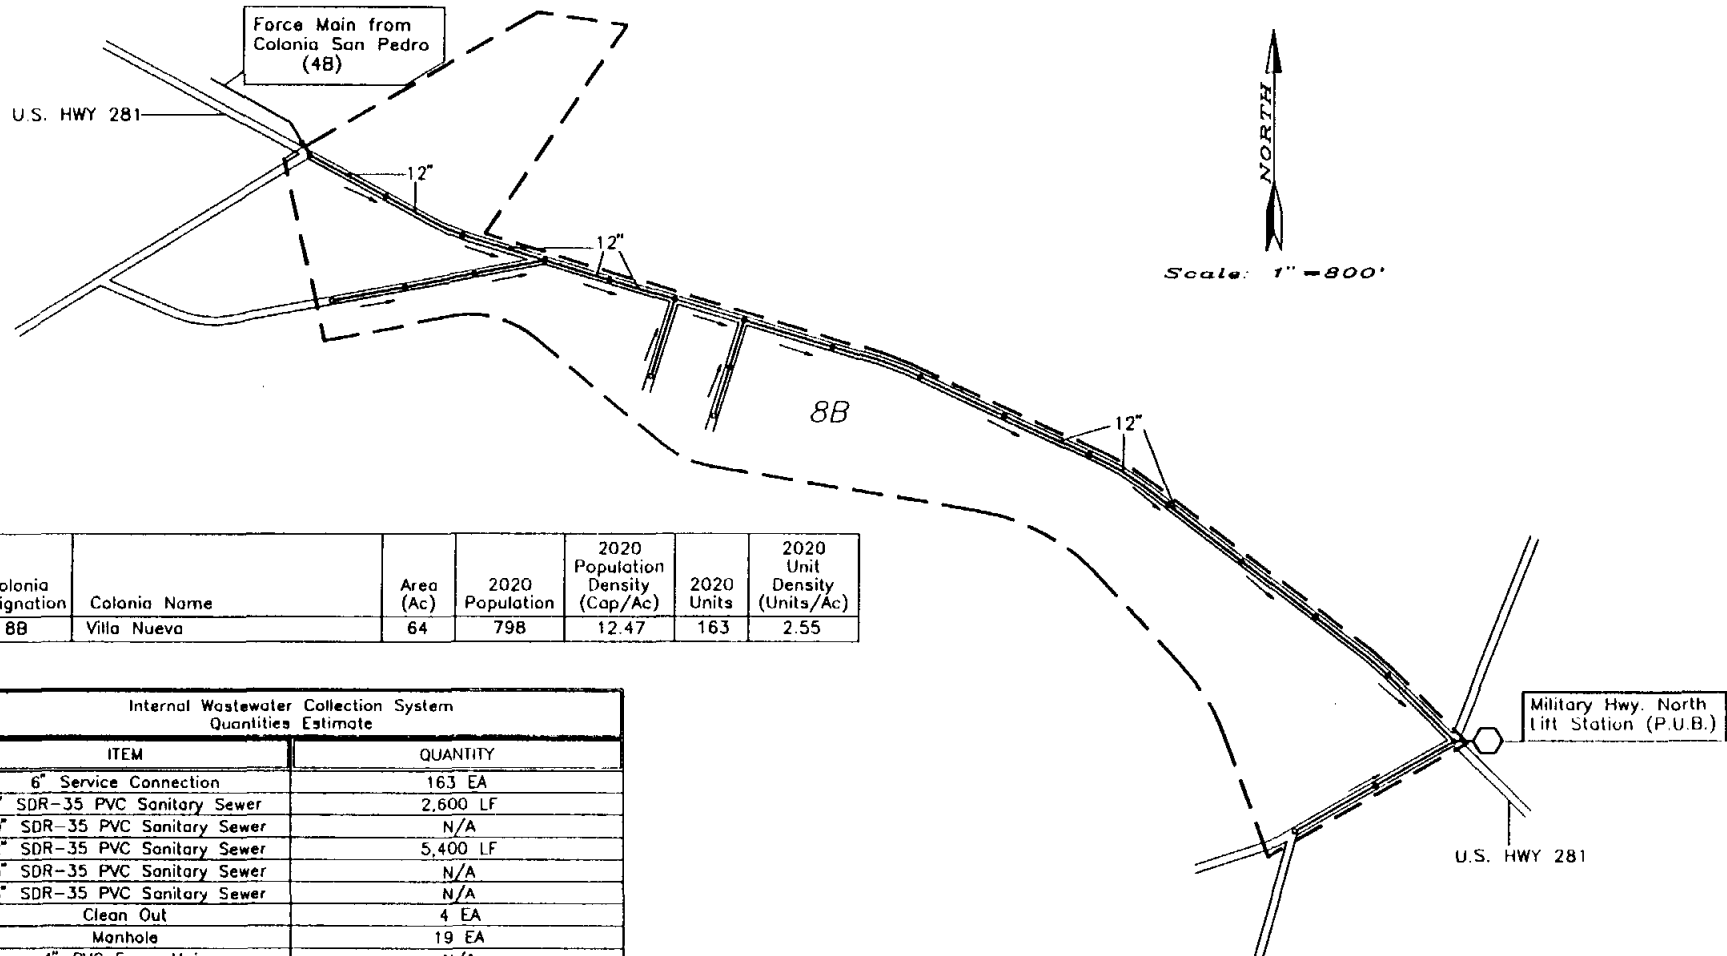 Force Main from
Colonia San Pedro
(4B)
U.S. HWY 281
12"
12"
NORTH
Scale: 1"=800'
8B
12"
Area (Ac)
2020 Population
2020 Population Density (Cap/Ac)
2020 Units
2020 Unit Density (Units/Ac)
Colonia Name
8B Villa Nueva 64 798 12.47 163 2.55
Military Hwy. North
Lift Station (P.U.B.)
U.S. HWY 281
Internal Wastewater Collection System
Quantities Estimate
ITEM QUANTITY
6" Service Connection 163 EA
SDR-35 PVC Sanitary Sewer 2,600 LF
SDR-35 PVC Sanitary Sewer N/A
SDR-35 PVC Sanitary Sewer 5,400 LF
SDR-35 PVC Sanitary Sewer N/A
SDR-35 PVC Sanitary Sewer N/A
Clean Out 4 EA
Manhole 19 EA